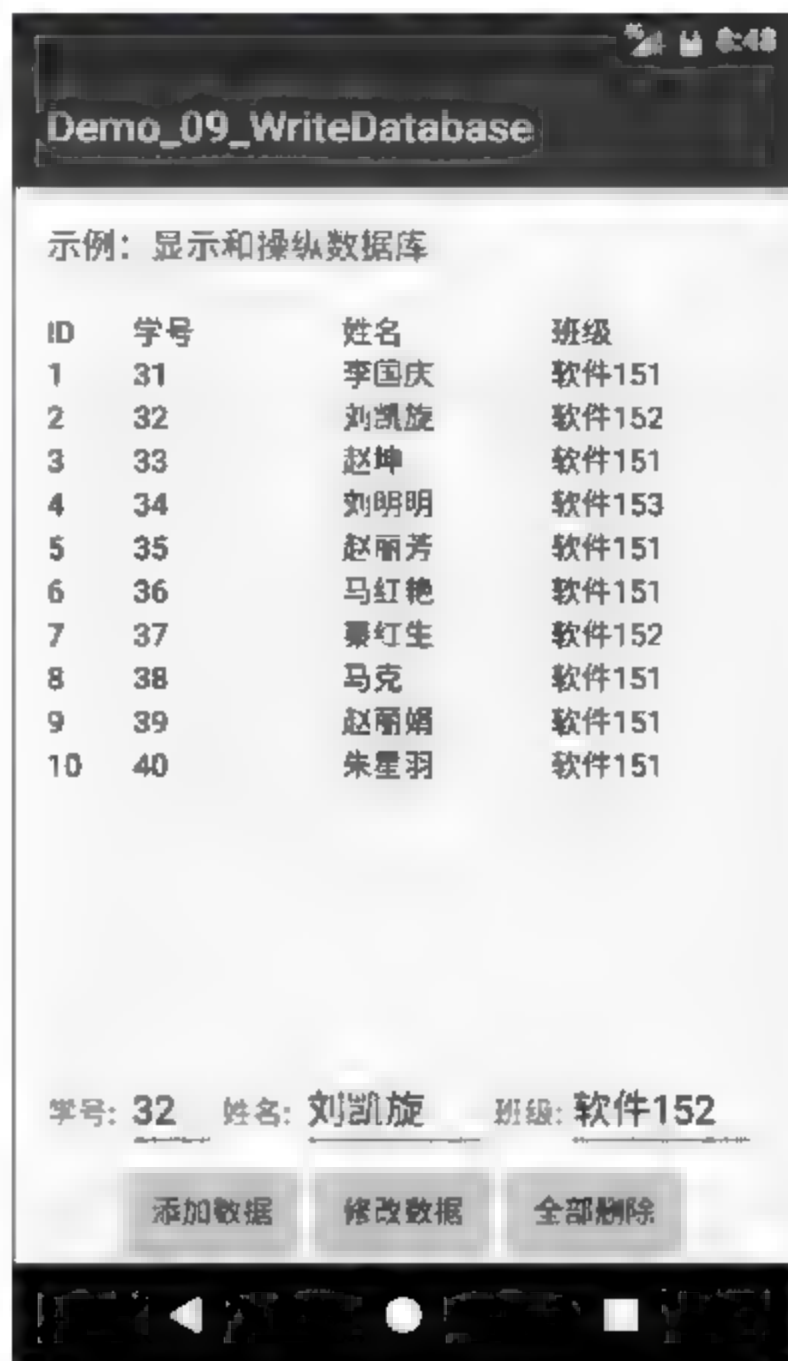 8:48
Demo_09_WriteDatabase
示例：显示和操纵数据库
ID 学号 姓名 班级
1 31 李国庆 软件151
2 32 刘凯旋 软件152
3 33 赵坤 软件151
4 34 刘明明 软件153
5 35 赵丽芳 软件151
6 36 马红艳 软件151
7 37 秦红生 软件152
8 38 马克 软件151
9 39 赵丽娟 软件151
10 40 朱星羽 软件151
学号: 32 姓名: 刘凯旋 班级: 软件152
添加数据 修改数据 全部删除